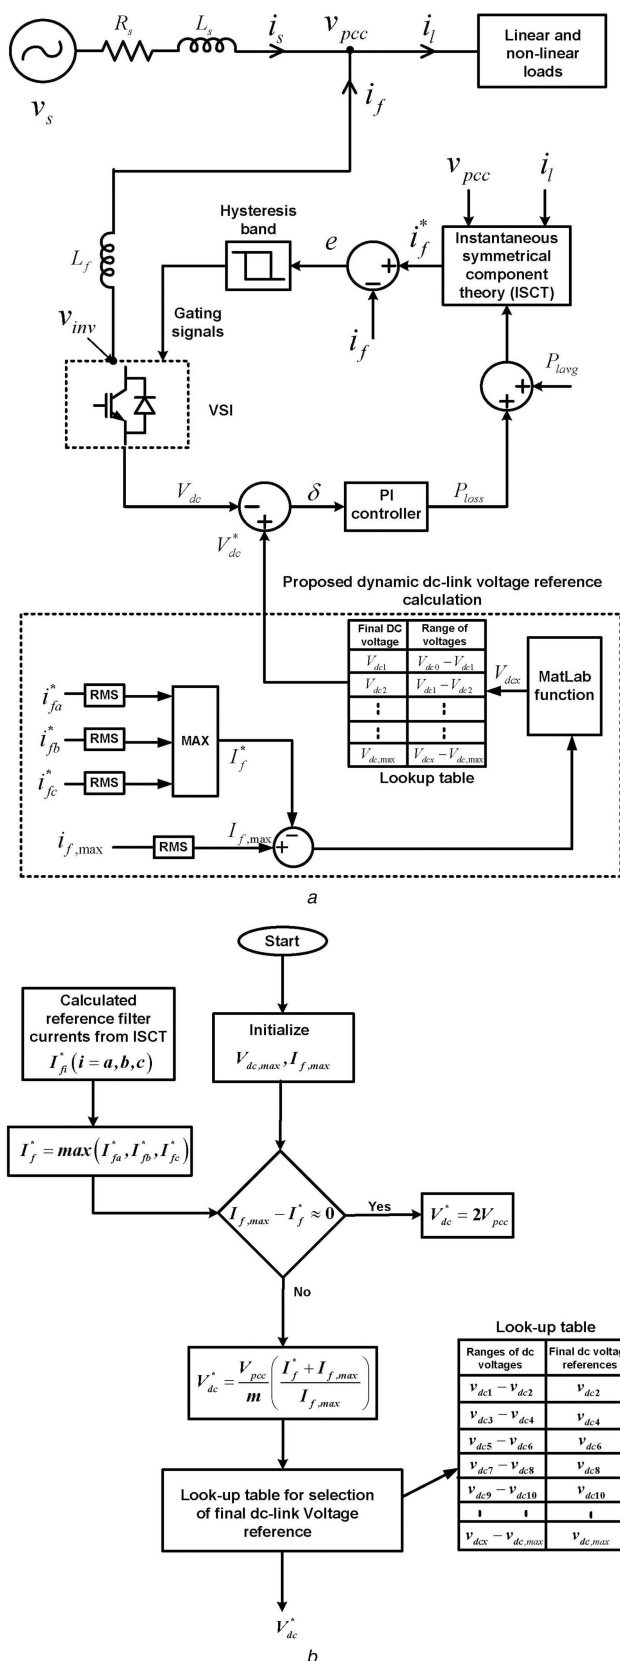 R_s
L_s
i_s
v_pcc
i_l
Linear and
non-linear
loads
v_s
i_f
v_pcc
i_l
Hysteresis
band
L_f
e
i_f^*
+
−
Instantaneous
symmetrical
component
theory (ISCT)
v_inv
Gating
signals
i_f
P_lavg
+
+
VSI
V_dc
−
+
δ
PI
controller
P_loss
V_dc^*
Proposed dynamic dc-link voltage reference
calculation
Final DC
voltage
Range of
voltages
V_dc1
V_dc0 − V_dc1
V_dc2
V_dc1 − V_dc2
V_dc,max
V_dcx − V_dc,max
Lookup table
V_dcx
MatLab
function
i_fa^*
RMS
i_fb^*
RMS
MAX
I_f^*
i_fc^*
RMS
i_f,max
RMS
I_f,max
+
−
a
Start
Calculated
reference filter
currents from ISCT
I_fi^* (i = a,b,c)
Initialize
V_dc,max , I_f,max
I_f^* = max(I_fa^*, I_fb^*, I_fc^*)
I_f,max − I_f^* ≈ 0
Yes
V_dc^* = 2V_pcc
No
V_dc^* = V_pcc/m ((I_f^* + I_f,max)/I_f,max)
Look-up table
Ranges of dc
voltages
Final dc voltage
references
v_dc1 − v_dc2
v_dc2
v_dc3 − v_dc4
v_dc4
v_dc5 − v_dc6
v_dc6
v_dc7 − v_dc8
v_dc8
v_dc9 − v_dc10
v_dc10
v_dcx − v_dc,max
v_dc,max
Look-up table for selection
of final dc-link Voltage
reference
V_dc^*
b